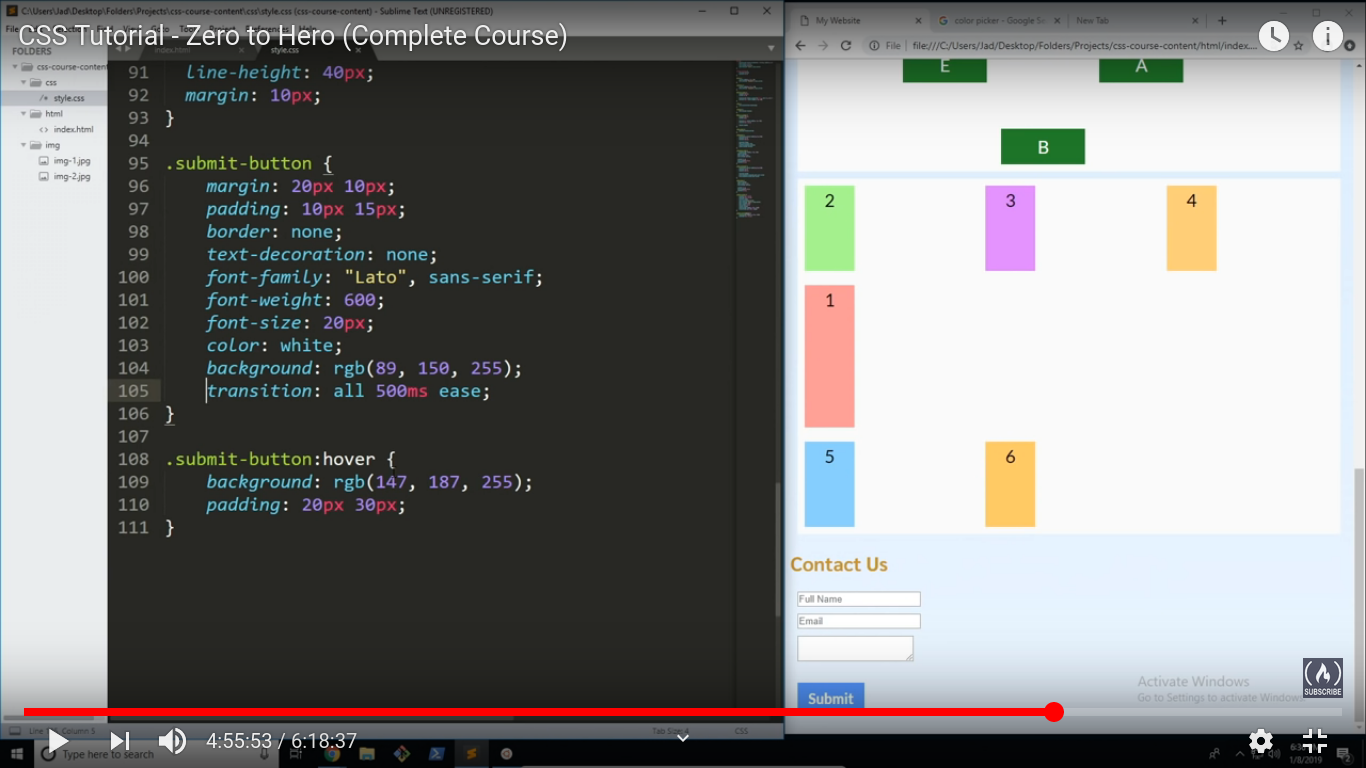 C:\Users\Jad\Desktop\Folders\Projects\css-course-content\css\style.css (css-course-content) - Sublime Text (UNREGISTERED)
CSS Tutorial - Zero to Hero (Complete Course)
index.html
style.css
FOLDERS
css-course-content
css
/* style.css
html
<> index.html
img
img-1.jpg
img-2.jpg
91 line-height: 40px;
92 margin: 10px;
93 }
94
95 .submit-button {
96 margin: 20px 10px;
97 padding: 10px 15px;
98 border: none;
99 text-decoration: none;
100 font-family: "Lato", sans-serif;
101 font-weight: 600;
102 font-size: 20px;
103 color: white;
104 background: rgb(89, 150, 255);
105 transition: all 500ms ease;
106 }
107
108 .submit-button:hover {
109 background: rgb(147, 187, 255);
110 padding: 20px 30px;
111 }
My Website
color picker - Google Se
New Tab
File
file:///C:/Users/Jad/Desktop/Folders/Projects/css-course-content/html/index....
E A
B
2 3 4
1
5 6
Contact Us
Full Name
Email
Submit
Activate Windows
Go to Settings to activate Windows.
SUBSCRIBE
Column 5
Tab Size: 4
CSS
4:55:53 / 6:18:37
Type here to search
1/8/2019